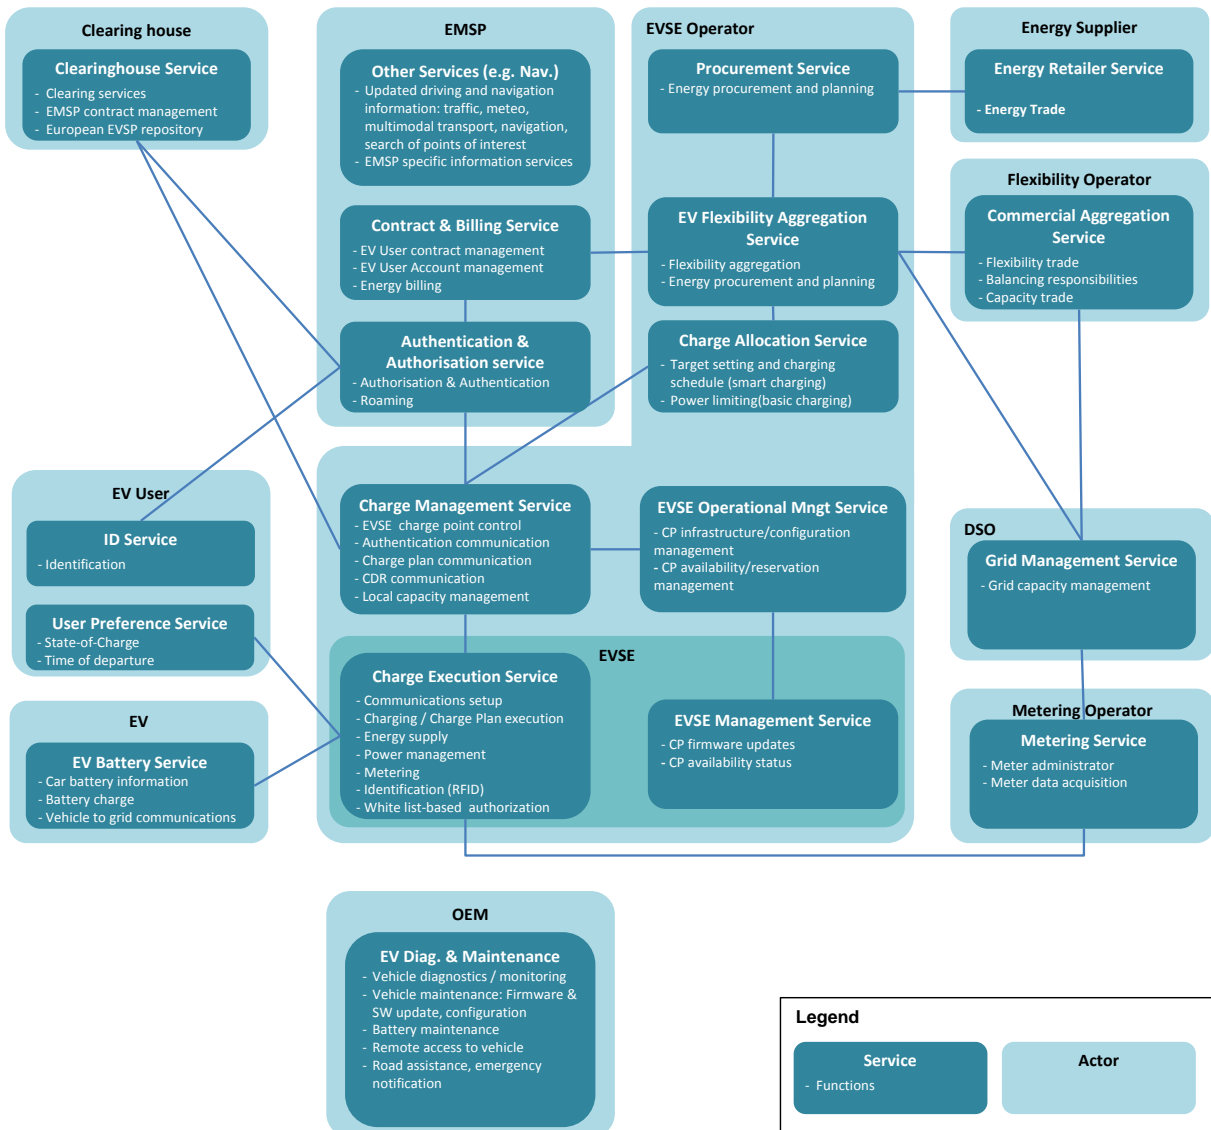 Clearing house
Clearinghouse Service
- Clearing services
- EMSP contract management
- European EVSP repository
EMSP
Other Services (e.g. Nav.)
- Updated driving and navigation
information: traffic, meteo,
multimodal transport, navigation,
search of points of interest
- EMSP specific information services
Contract & Billing Service
- EV User contract management
- EV User Account management
- Energy billing
Authentication &
Authorisation service
- Authorisation & Authentication
- Roaming
EVSE Operator
Procurement Service
- Energy procurement and planning
EV Flexibility Aggregation
Service
- Flexibility aggregation
- Energy procurement and planning
Charge Allocation Service
- Target setting and charging
schedule (smart charging)
- Power limiting(basic charging)
Energy Supplier
Energy Retailer Service
- Energy Trade
Flexibility Operator
Commercial Aggregation
Service
- Flexibility trade
- Balancing responsibilities
- Capacity trade
EV User
ID Service
- Identification
User Preference Service
- State-of-Charge
- Time of departure
EV
EV Battery Service
- Car battery information
- Battery charge
- Vehicle to grid communications
Charge Management Service
- EVSE charge point control
- Authentication communication
- Charge plan communication
- CDR communication
- Local capacity management
EVSE Operational Mngt Service
- CP infrastructure/configuration
management
- CP availability/reservation
management
EVSE
Charge Execution Service
- Communications setup
- Charging / Charge Plan execution
- Energy supply
- Power management
- Metering
- Identification (RFID)
- White list-based authorization
EVSE Management Service
- CP firmware updates
- CP availability status
DSO
Grid Management Service
- Grid capacity management
Metering Operator
Metering Service
- Meter administrator
- Meter data acquisition
OEM
EV Diag. & Maintenance
- Vehicle diagnostics / monitoring
- Vehicle maintenance: Firmware &
SW update, configuration
- Battery maintenance
- Remote access to vehicle
- Road assistance, emergency
notification
Legend
Service
- Functions
Actor